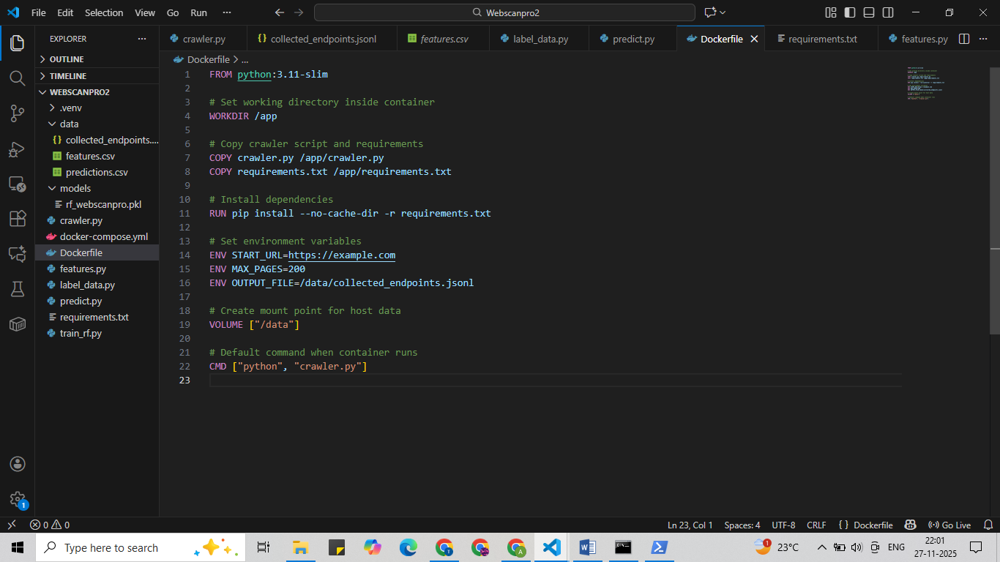 File Edit Selection View Go Run ···
Webscanpro2
EXPLORER ···
OUTLINE
TIMELINE
WEBSCANPRO2
.venv
data
collected_endpoints....
features.csv
predictions.csv
models
rf_webscanpro.pkl
crawler.py
docker-compose.yml
Dockerfile
features.py
label_data.py
predict.py
requirements.txt
train_rf.py
crawler.py collected_endpoints.jsonl features.csv label_data.py predict.py Dockerfile requirements.txt features.py ···
Dockerfile > ...
1 FROM python:3.11-slim
2
3 # Set working directory inside container
4 WORKDIR /app
5
6 # Copy crawler script and requirements
7 COPY crawler.py /app/crawler.py
8 COPY requirements.txt /app/requirements.txt
9
10 # Install dependencies
11 RUN pip install --no-cache-dir -r requirements.txt
12
13 # Set environment variables
14 ENV START_URL=https://example.com
15 ENV MAX_PAGES=200
16 ENV OUTPUT_FILE=/data/collected_endpoints.jsonl
17
18 # Create mount point for host data
19 VOLUME ["/data"]
20
21 # Default command when container runs
22 CMD ["python", "crawler.py"]
23
1
0 0 Ln 23, Col 1 Spaces: 4 UTF-8 CRLF { } Dockerfile Go Live
Type here to search
1 23°C ENG 22:01
27-11-2025